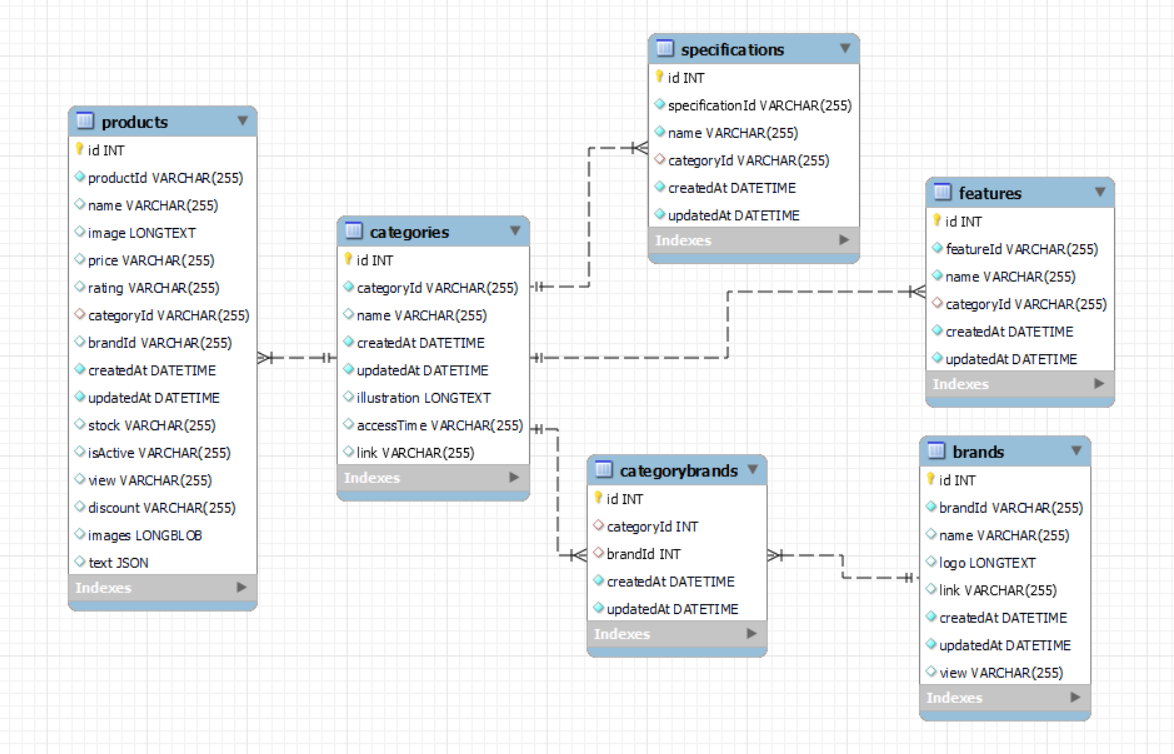 products
id INT
productId VARCHAR(255)
name VARCHAR(255)
image LONGTEXT
price VARCHAR(255)
rating VARCHAR(255)
categoryId VARCHAR(255)
brandId VARCHAR(255)
createdAt DATETIME
updatedAt DATETIME
stock VARCHAR(255)
isActive VARCHAR(255)
view VARCHAR(255)
discount VARCHAR(255)
images LONGBLOB
text JSON
Indexes
categories
id INT
categoryId VARCHAR(255)
name VARCHAR(255)
createdAt DATETIME
updatedAt DATETIME
illustration LONGTEXT
accessTime VARCHAR(255)
link VARCHAR(255)
Indexes
specifications
id INT
specificationId VARCHAR(255)
name VARCHAR(255)
categoryId VARCHAR(255)
createdAt DATETIME
updatedAt DATETIME
Indexes
features
id INT
featureId VARCHAR(255)
name VARCHAR(255)
categoryId VARCHAR(255)
createdAt DATETIME
updatedAt DATETIME
Indexes
categorybrands
id INT
categoryId INT
brandId INT
createdAt DATETIME
updatedAt DATETIME
Indexes
brands
id INT
brandId VARCHAR(255)
name VARCHAR(255)
logo LONGTEXT
link VARCHAR(255)
createdAt DATETIME
updatedAt DATETIME
view VARCHAR(255)
Indexes